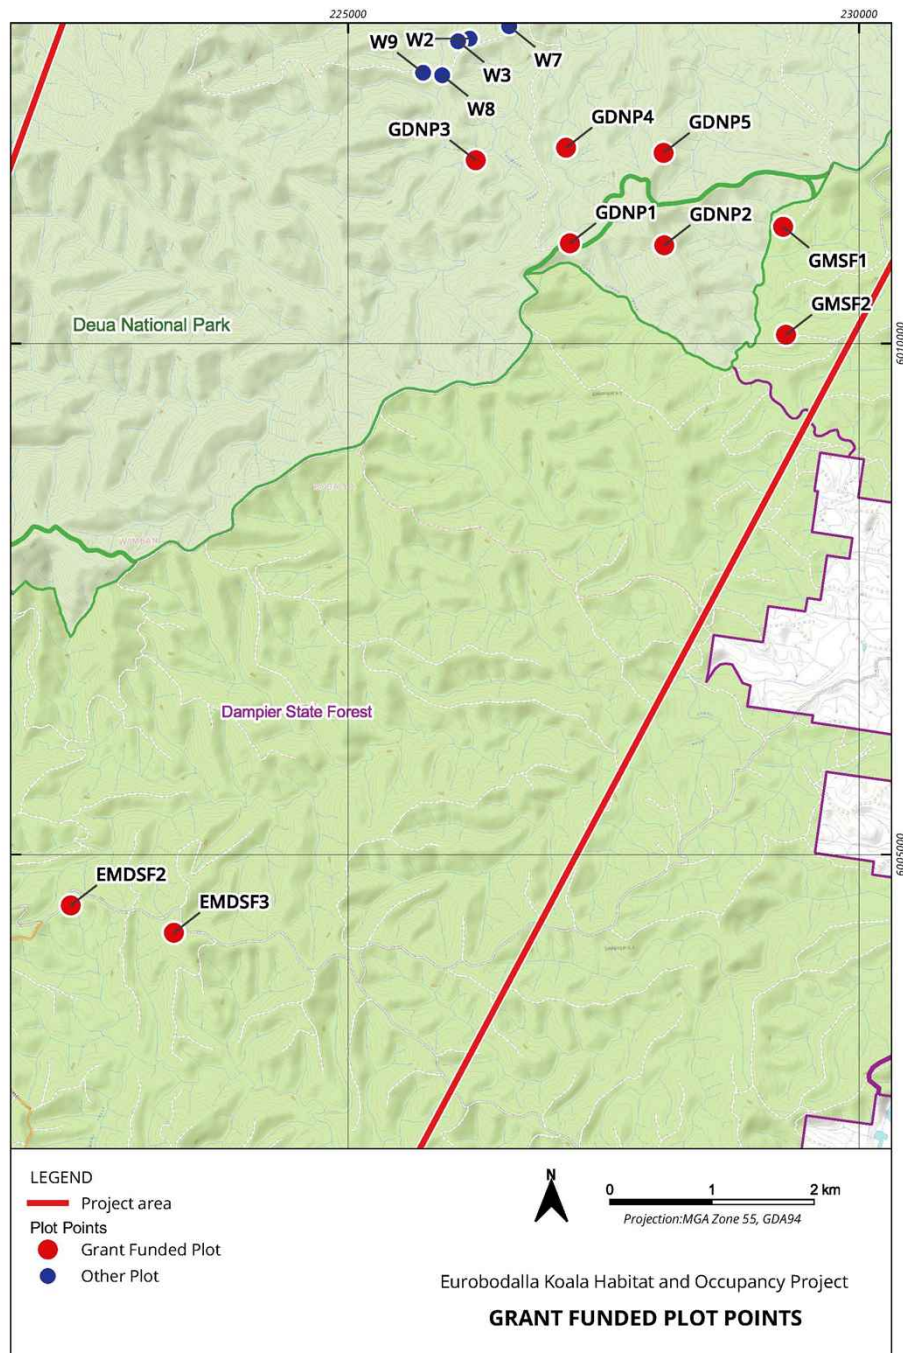 225000
230000
W9
W2
W3
W7
W8
GDNP3
GDNP4
GDNP5
GDNP1
GDNP2
GMSF1
GMSF2
Deua National Park
6010000
Dampier State Forest
6005000
EMDSF2
EMDSF3
LEGEND
Project area
Plot Points
Grant Funded Plot
Other Plot
N
0 1 2 km
Projection:MGA Zone 55, GDA94
Eurobodalla Koala Habitat and Occupancy Project
GRANT FUNDED PLOT POINTS